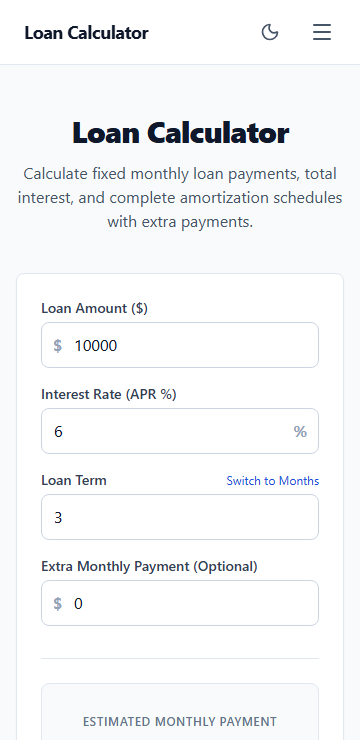 Loan Calculator
Loan Calculator
Calculate fixed monthly loan payments, total
interest, and complete amortization schedules
with extra payments.
Loan Amount ($)
$ 10000
Interest Rate (APR %)
6 %
Loan Term Switch to Months
3
Extra Monthly Payment (Optional)
$ 0
ESTIMATED MONTHLY PAYMENT